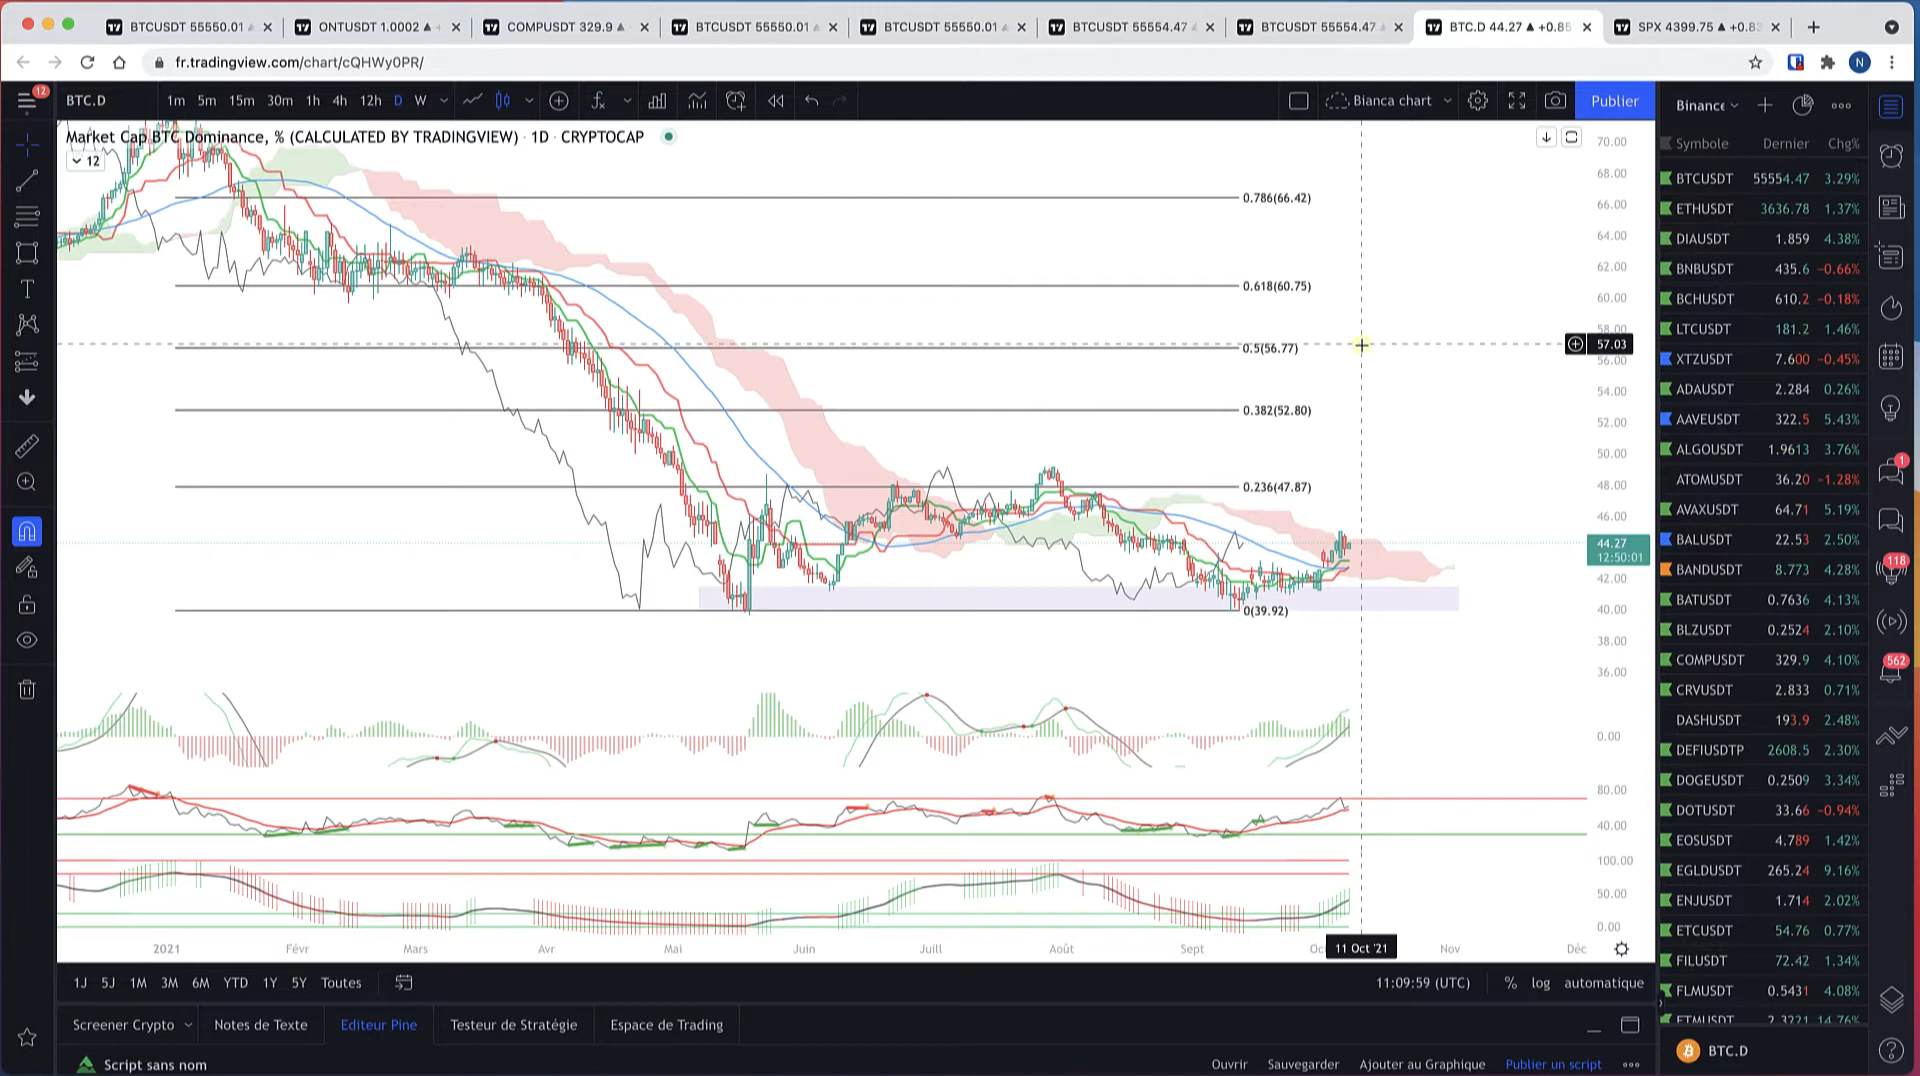 BTCUSDT 55550.01
ONTUSDT 1.0002 ▲
COMPUSDT 329.9 ▲
BTCUSDT 55550.01
BTCUSDT 55550.01
BTCUSDT 55554.47
BTCUSDT 55554.47
BTC.D 44.27 ▲ +0.85
SPX 4399.75 ▲ +0.83
fr.tradingview.com/chart/cQHWy0PR/
N
12
BTC.D
1m 5m 15m 30m 1h 4h 12h D W
Bianca chart
Publier
Market Cap BTC Dominance, % (CALCULATED BY TRADINGVIEW) · 1D · CRYPTOCAP
12
0.786(66.42)
0.618(60.75)
0.5(56.77)
0.382(52.80)
0.236(47.87)
0(39.92)
70.00
68.00
66.00
64.00
62.00
60.00
58.00
57.03
56.00
54.00
52.00
50.00
48.00
46.00
44.27
12:50:01
42.00
40.00
38.00
36.00
0.00
80.00
40.00
100.00
50.00
0.00
2021 Févr Mars Avr Mai Juin Juill Août Sept Oc 11 Oct '21 Nov Déc
1J 5J 1M 3M 6M YTD 1Y 5Y Toutes
11:09:59 (UTC) % log automatique
Screener Crypto Notes de Texte Editeur Pine Testeur de Stratégie Espace de Trading
Script sans nom
Ouvrir Sauvegarder Ajouter au Graphique Publier un script
Binance
Symbole Dernier Chg%
BTCUSDT 55554.47 3.29%
ETHUSDT 3636.78 1.37%
DIAUSDT 1.859 4.38%
BNBUSDT 435.6 −0.66%
BCHUSDT 610.2 −0.18%
LTCUSDT 181.2 1.46%
XTZUSDT 7.600 −0.45%
ADAUSDT 2.284 0.26%
AAVEUSDT 322.5 5.43%
ALGOUSDT 1.9613 3.76%
ATOMUSDT 36.20 −1.28%
AVAXUSDT 64.71 5.19%
BALUSDT 22.53 2.50%
BANDUSDT 8.773 4.28%
BATUSDT 0.7636 4.13%
BLZUSDT 0.2524 2.10%
COMPUSDT 329.9 4.10%
CRVUSDT 2.833 0.71%
DASHUSDT 193.9 2.48%
DEFIUSDTP 2608.5 2.30%
DOGEUSDT 0.2509 3.34%
DOTUSDT 33.66 −0.94%
EOSUSDT 4.789 1.42%
EGLDUSDT 265.24 9.16%
ENJUSDT 1.714 2.02%
ETCUSDT 54.76 0.77%
FILUSDT 72.42 1.34%
FLMUSDT 0.5431 4.08%
FTMUSDT 2.3221 14.76%
BTC.D
1
118
562